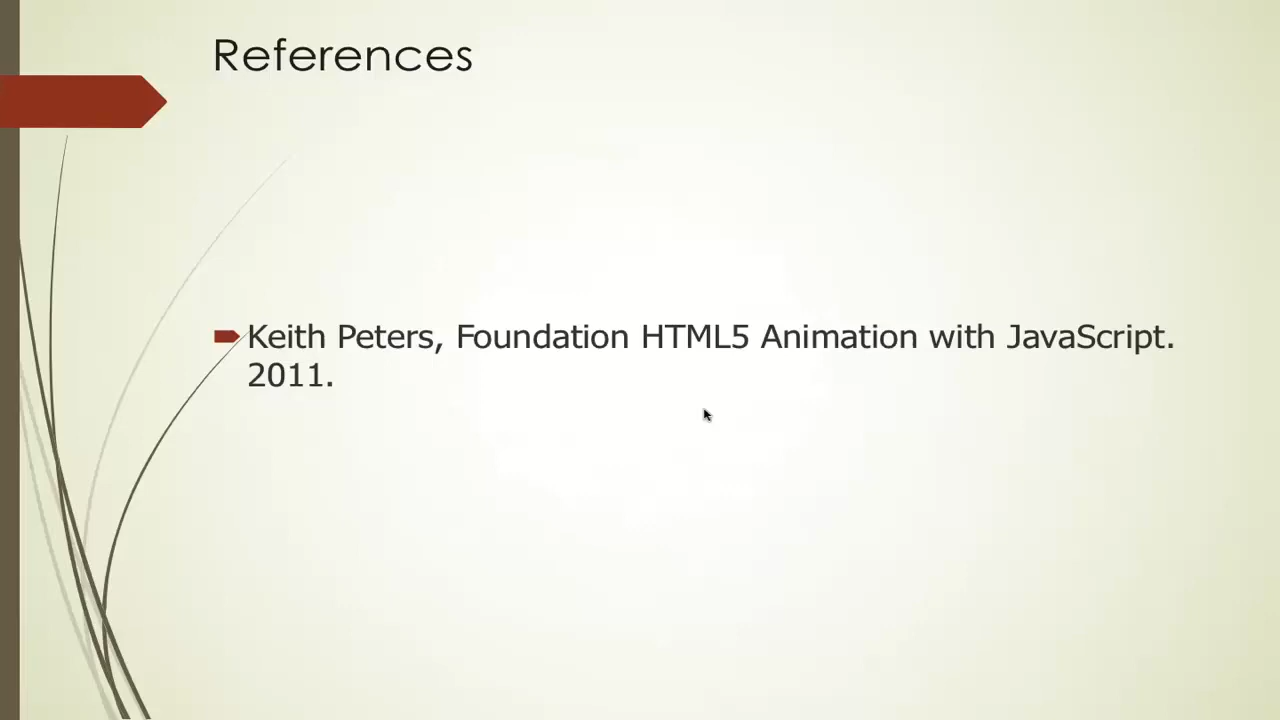 References
Keith Peters, Foundation HTML5 Animation with JavaScript.
2011.